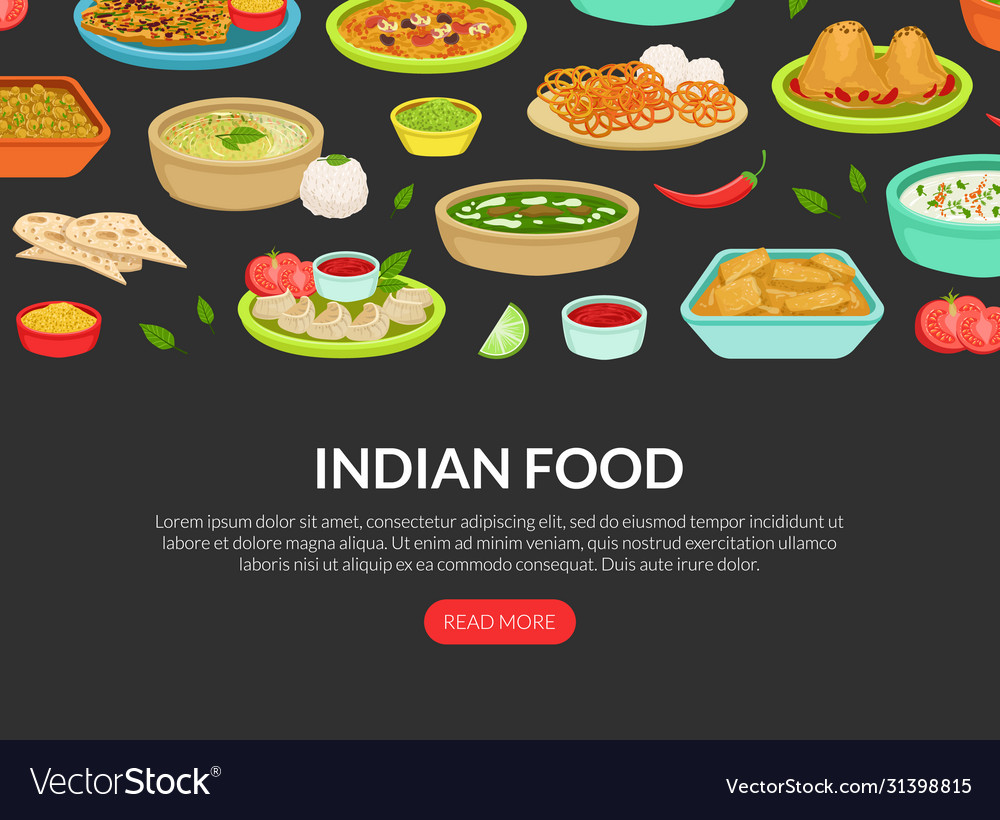 INDIAN FOOD
Lorem ipsum dolor sit amet, consectetur adipiscing elit, sed do eiusmod tempor incididunt ut
labore et dolore magna aliqua. Ut enim ad minim veniam, quis nostrud exercitation ullamco
laboris nisi ut aliquip ex ea commodo consequat. Duis aute irure dolor.
READ MORE
VectorStock®
VectorStock.com/31398815